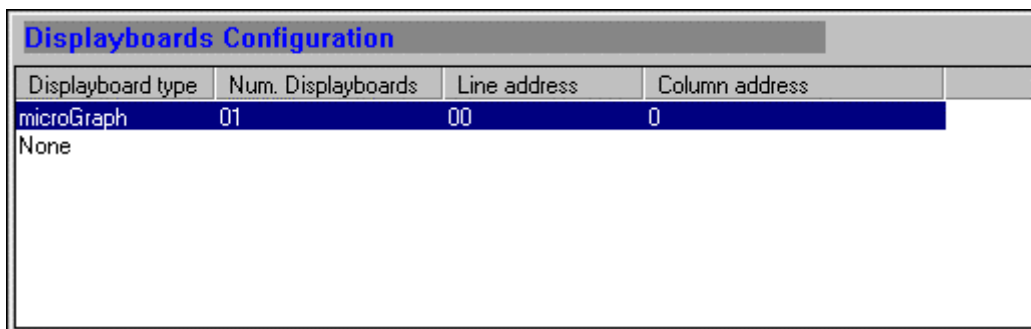 Displayboards Configuration
Displayboard type Num. Displayboards Line address Column address
microGraph 01 00 0
None